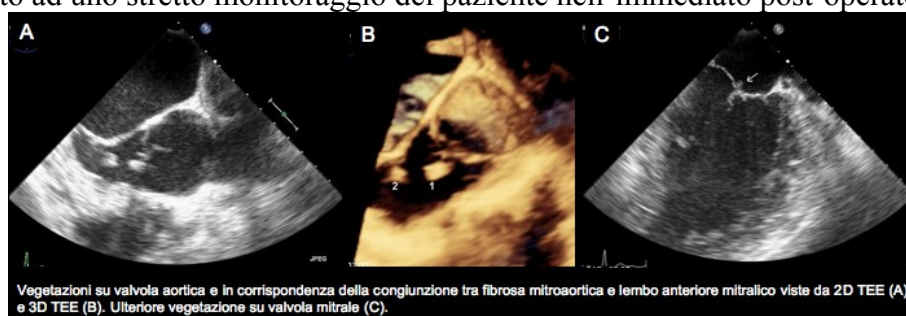 to ad uno stretto monitoraggio del paziente nell'immediato post-operato
A
B
C
2
1
JPEG
Vegetazioni su valvola aortica e in corrispondenza della congiunzione tra fibrosa mitroaortica e lembo anteriore mitralico viste da 2D TEE (A)
e 3D TEE (B). Ulteriore vegetazione su valvola mitrale (C).